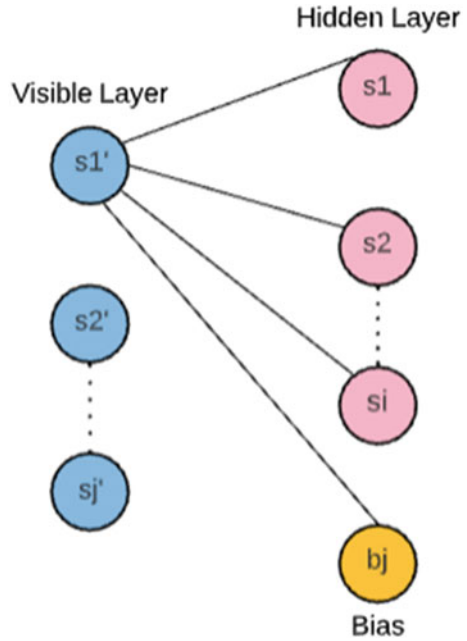 Hidden Layer
Visible Layer
s1
s1'
s2
s2'
si
sj'
bj
Bias